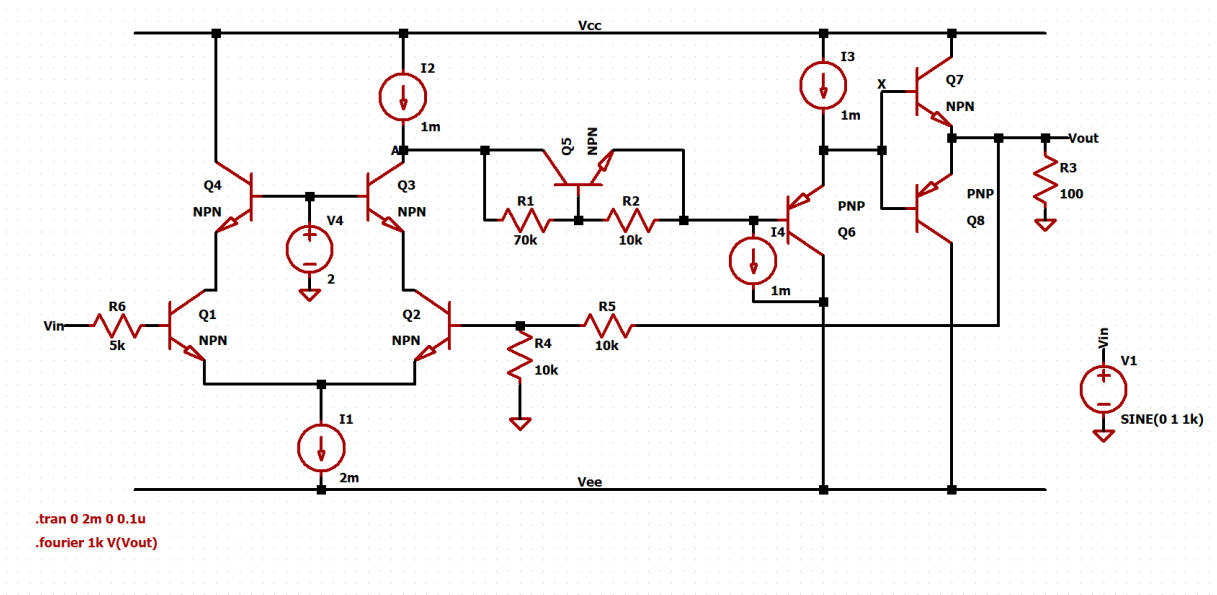 Vcc
I2
1m
I3
1m
X
Q7
NPN
A
Q5
NPN
Vout
Q4
NPN
Q3
NPN
V4
2
R1
70k
R2
10k
I4
1m
PNP
Q6
PNP
Q8
R3
100
Vin
R6
5k
Q1
NPN
Q2
NPN
R5
10k
R4
10k
Vin
V1
SINE(0 1 1k)
I1
2m
Vee
.tran 0 2m 0 0.1u
.fourier 1k V(Vout)